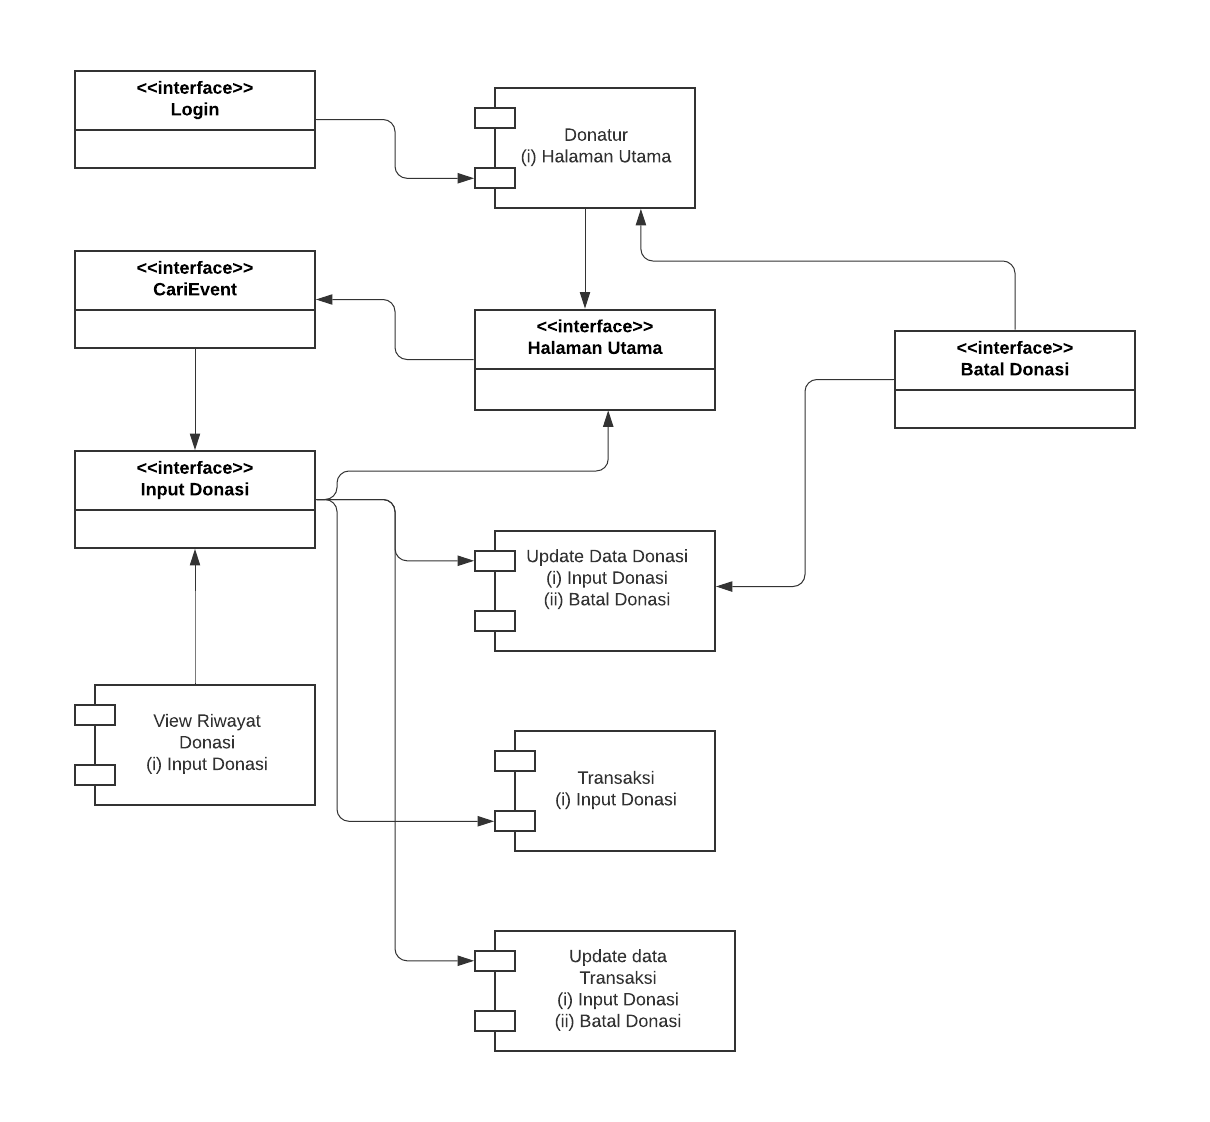 <<interface>>
Login
Donatur
(i) Halaman Utama
<<interface>>
CariEvent
<<interface>>
Halaman Utama
<<interface>>
Batal Donasi
<<interface>>
Input Donasi
Update Data Donasi
(i) Input Donasi
(ii) Batal Donasi
View Riwayat
Donasi
(i) Input Donasi
Transaksi
(i) Input Donasi
Update data
Transaksi
(i) Input Donasi
(ii) Batal Donasi